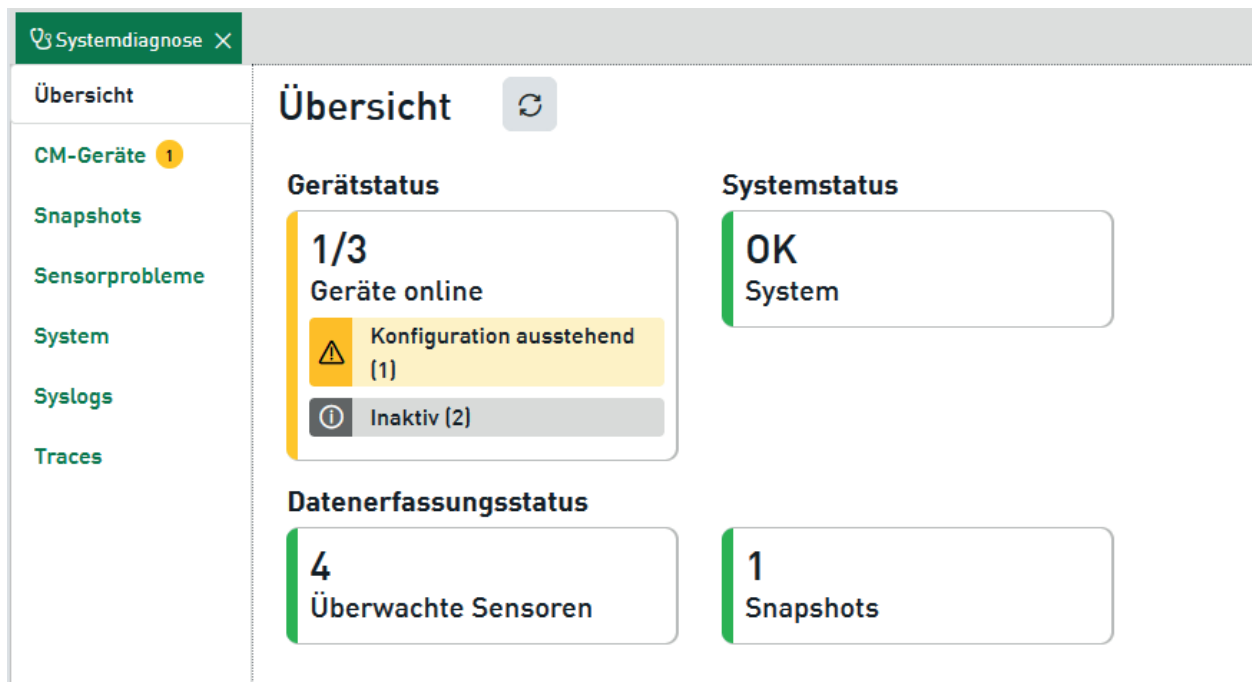 Systemdiagnose
Übersicht
CM-Geräte 1
Snapshots
Sensorprobleme
System
Syslogs
Traces
Übersicht
Gerätstatus
1/3
Geräte online
Konfiguration ausstehend
(1)
Inaktiv (2)
Systemstatus
OK
System
Datenerfassungsstatus
4
Überwachte Sensoren
1
Snapshots